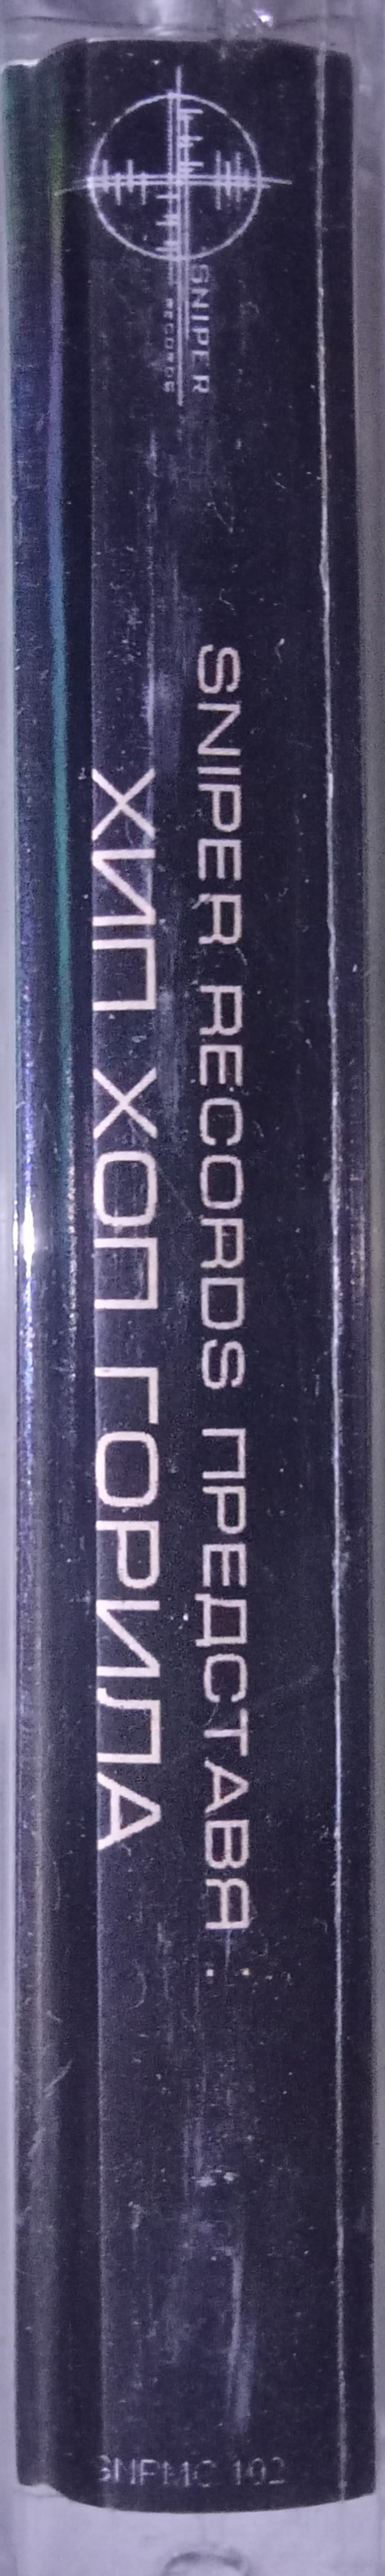 SNIPER
RECORDS
SNIPER RECORDS ПРЕДСТАВЯ :
ХИП ХОП ГОРИЛА
SNPMC 102